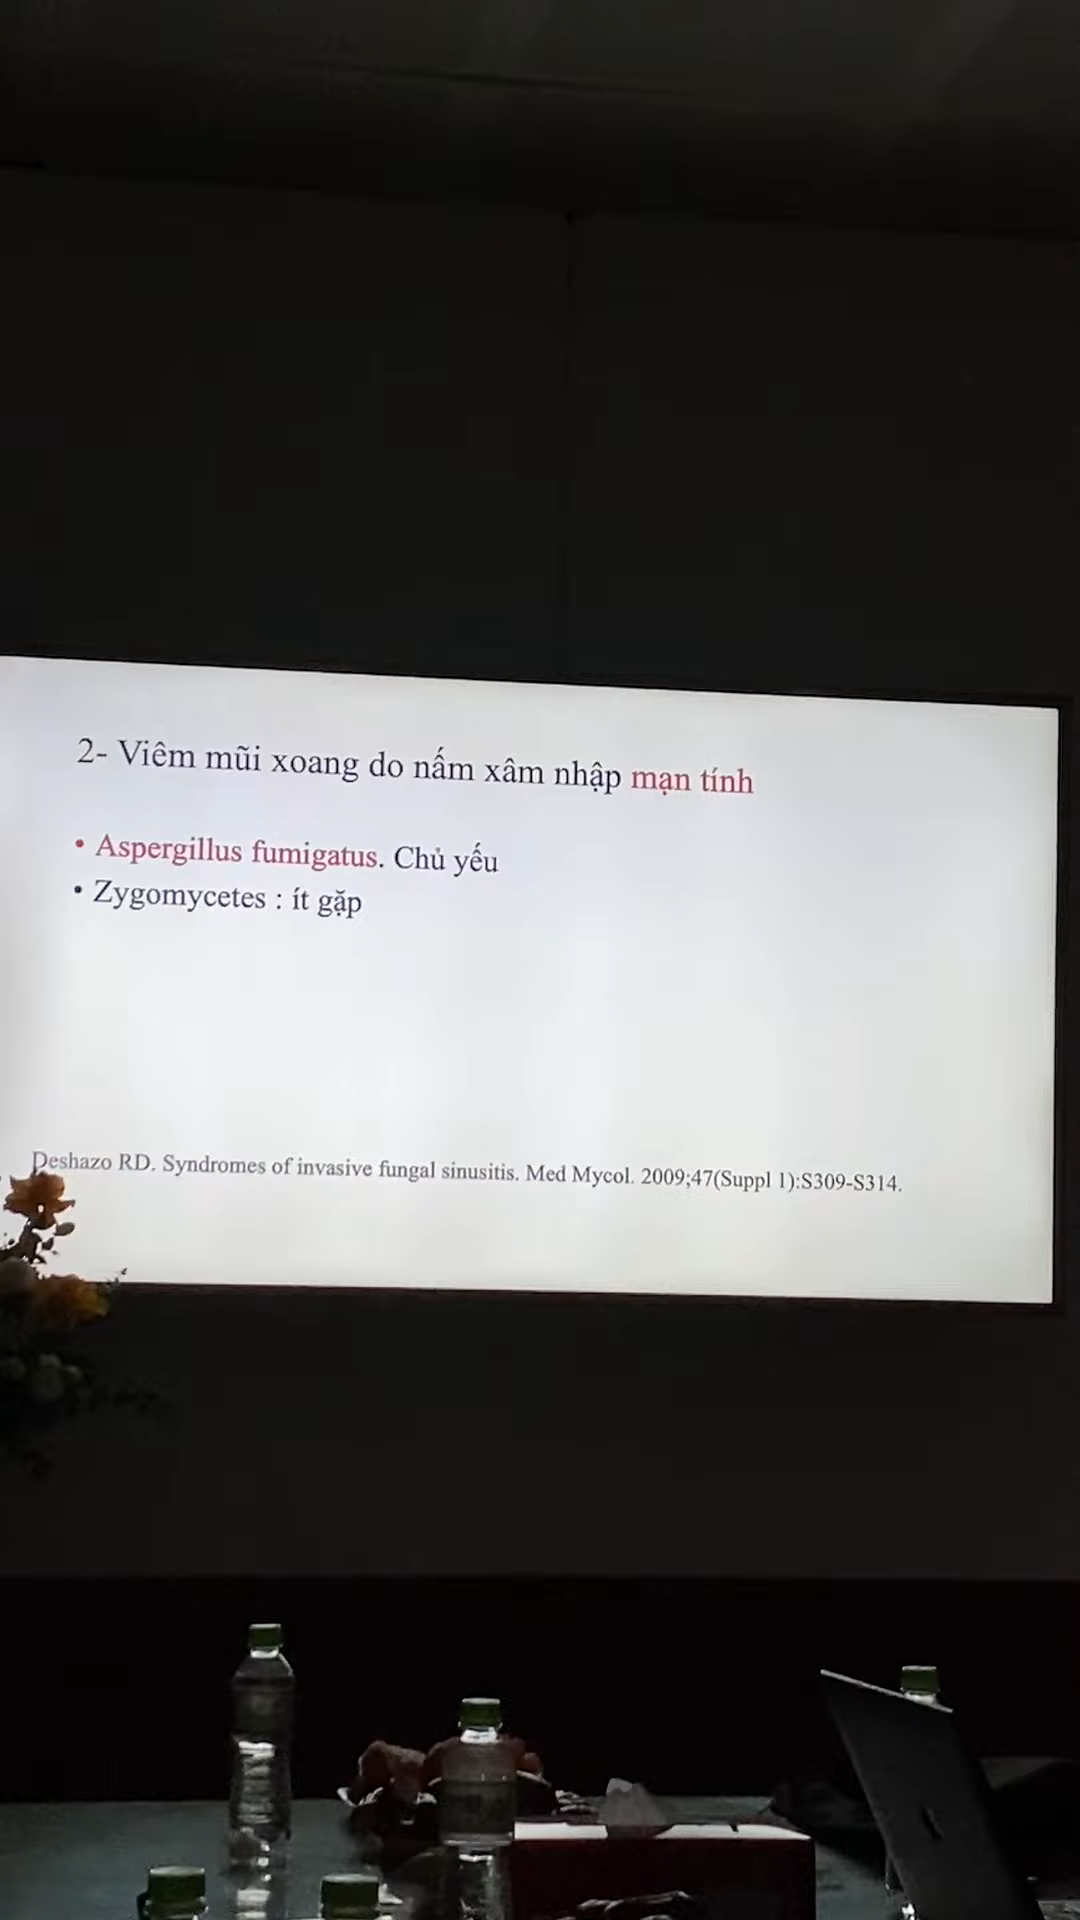 2- Viêm mũi xoang do nấm xâm nhập mạn tính
• Aspergillus fumigatus. Chủ yếu
• Zygomycetes : ít gặp
Deshazo RD. Syndromes of invasive fungal sinusitis. Med Mycol. 2009;47(Suppl 1):S309-S314.